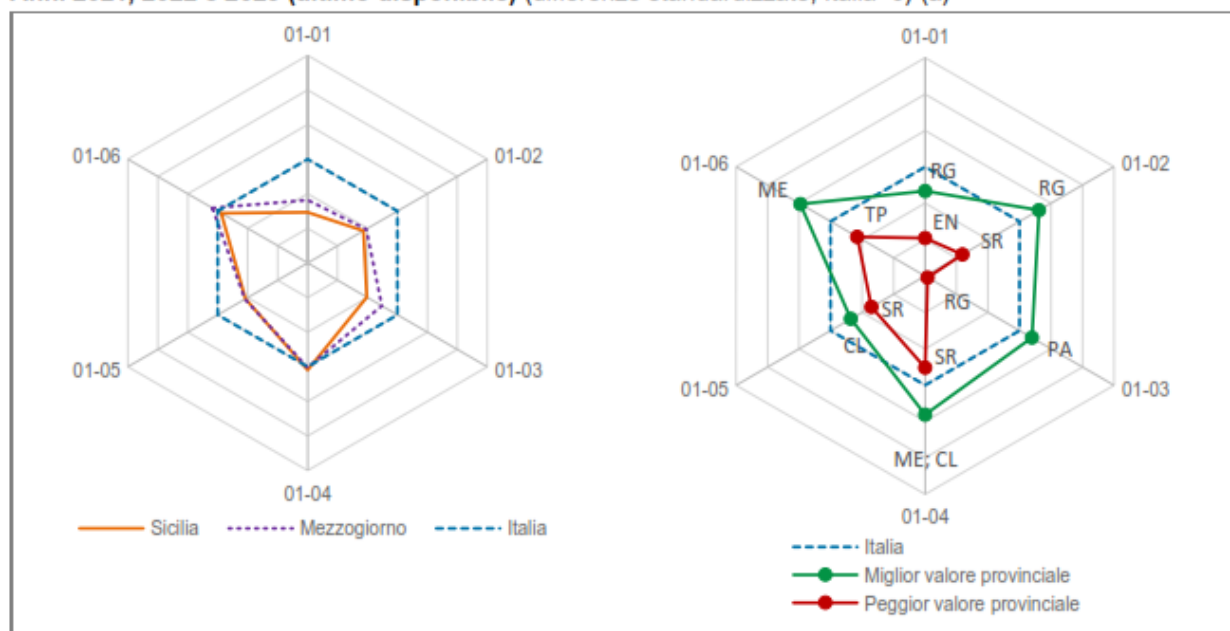 01-01
01-06
01-02
01-05
01-03
01-04
Sicilia
Mezzogiorno
Italia
01-01
01-06
01-02
ME
RG
RG
TP
EN
SR
RG
SR
CL
SR
PA
01-05
01-03
ME; CL
01-04
Italia
Miglior valore provinciale
Peggior valore provinciale